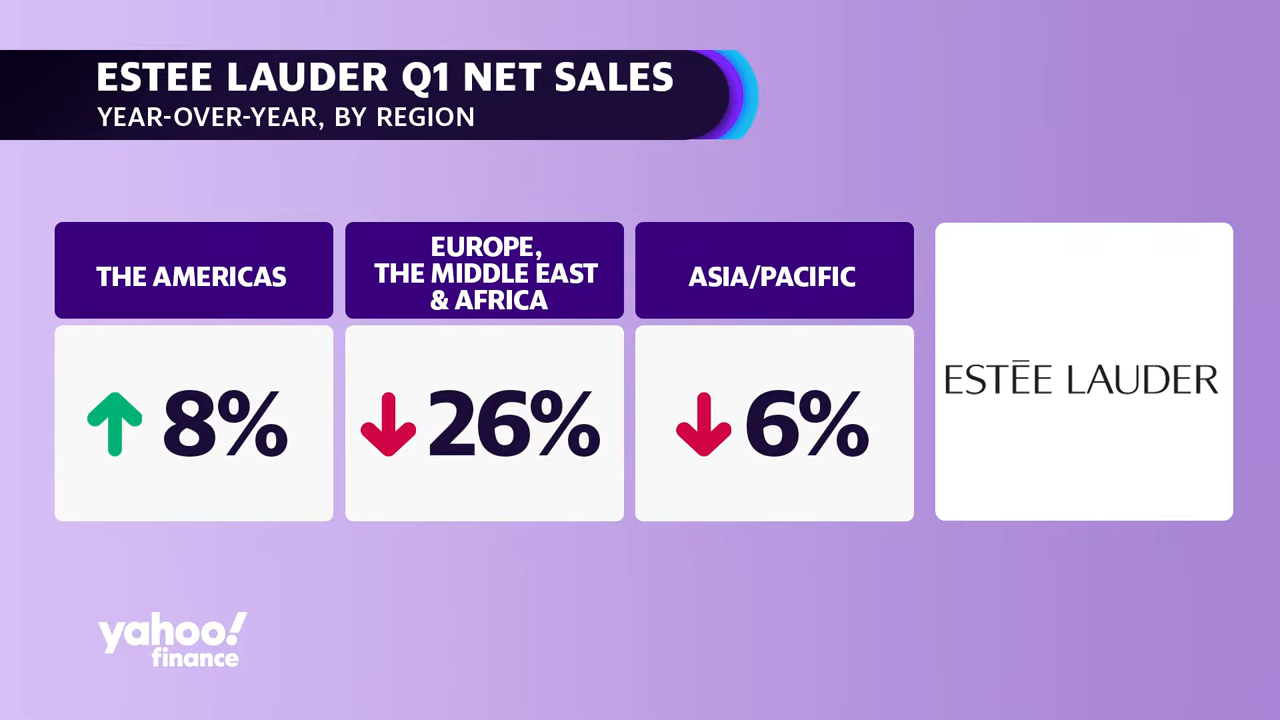 ESTEE LAUDER Q1 NET SALES
YEAR-OVER-YEAR, BY REGION
THE AMERICAS
8%
EUROPE,
THE MIDDLE EAST
& AFRICA
26%
ASIA/PACIFIC
6%
ESTĒE LAUDER
yahoo!
finance